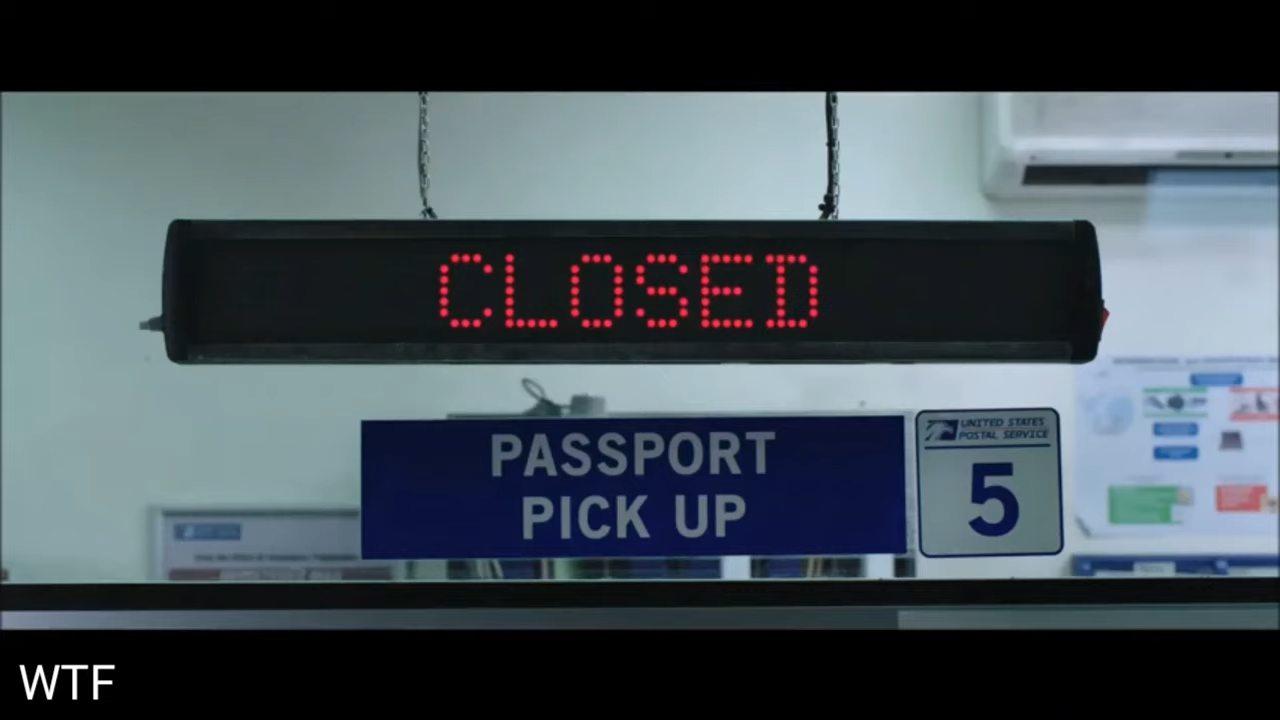 CLOSED
PASSPORT
PICK UP
UNITED STATES
POSTAL SERVICE
5
WTF